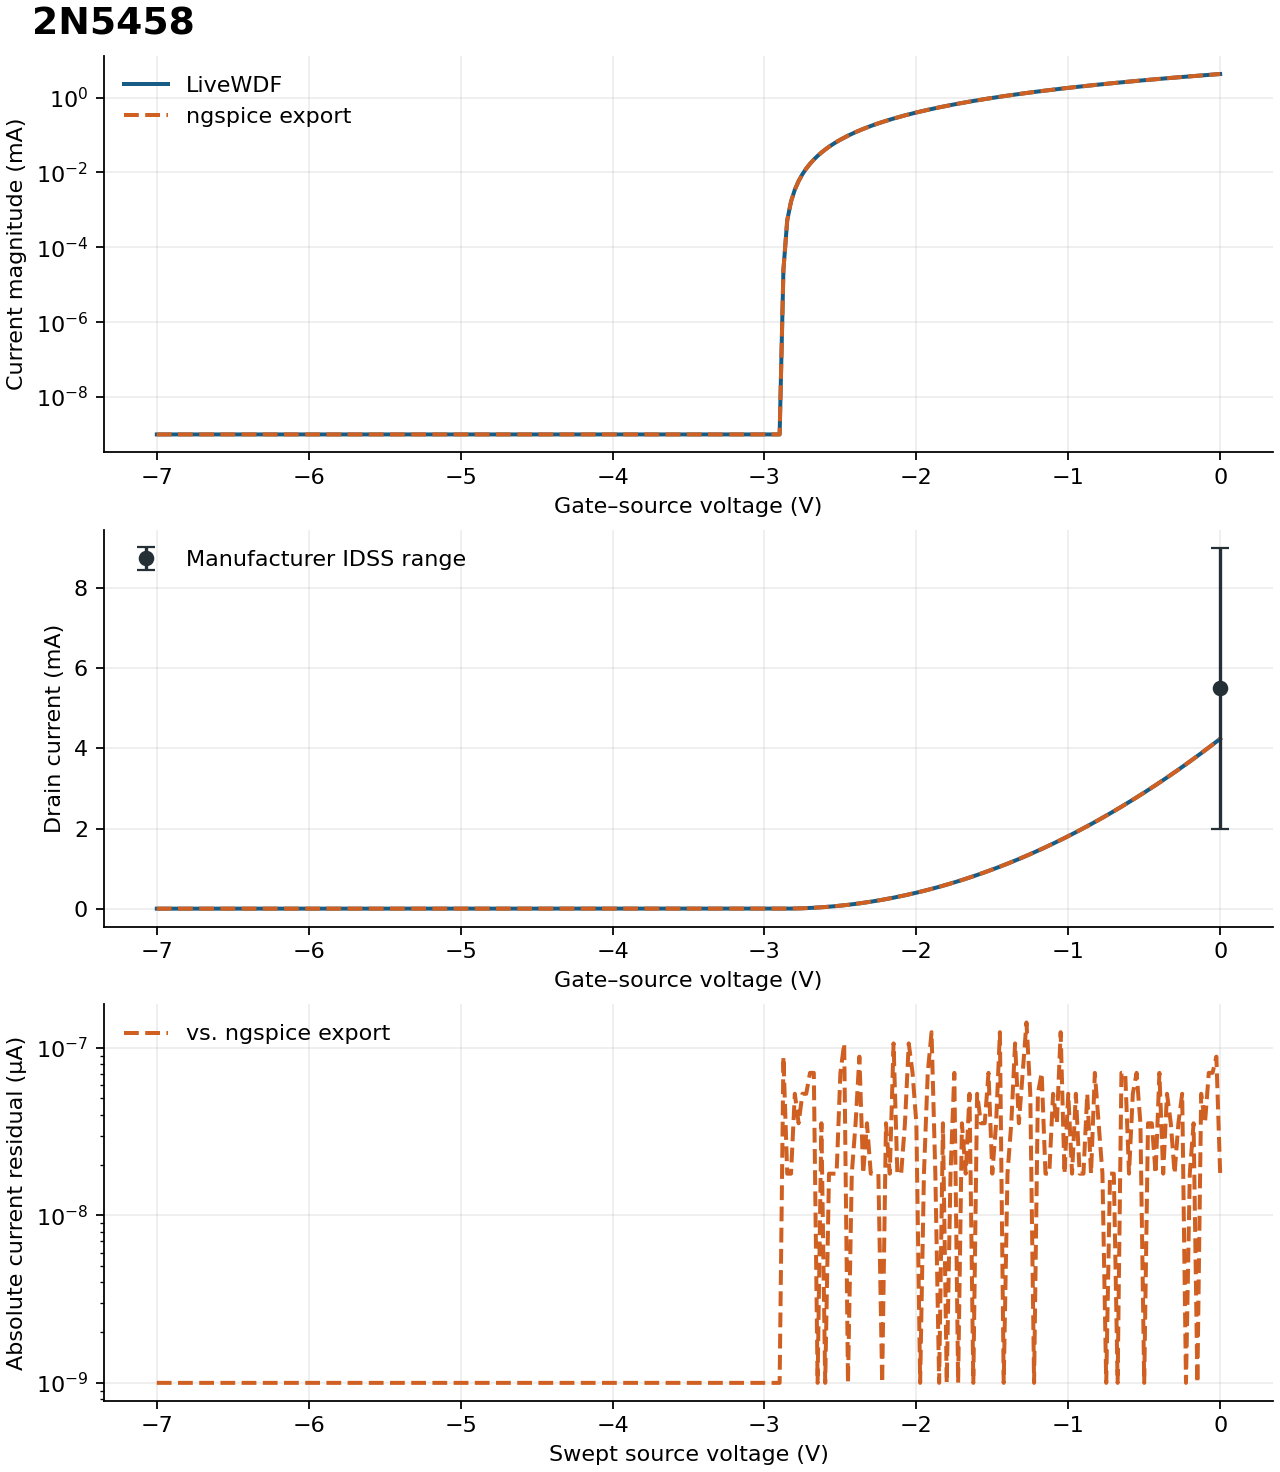 2N5458
LiveWDF
ngspice export
Current magnitude (mA)
10⁰
10⁻²
10⁻⁴
10⁻⁶
10⁻⁸
−7 −6 −5 −4 −3 −2 −1 0
Gate–source voltage (V)
Manufacturer IDSS range
Drain current (mA)
8
6
4
2
0
−7 −6 −5 −4 −3 −2 −1 0
Gate–source voltage (V)
vs. ngspice export
Absolute current residual (µA)
10⁻⁷
10⁻⁸
10⁻⁹
−7 −6 −5 −4 −3 −2 −1 0
Swept source voltage (V)